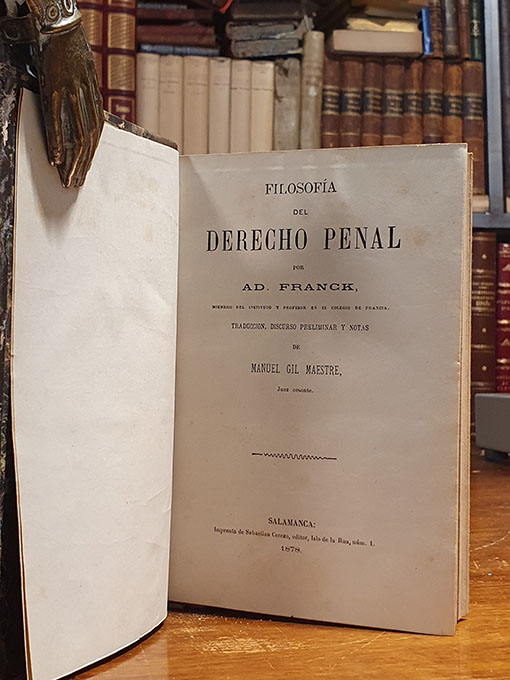 FILOSOFÍA
DEL
DERECHO PENAL
POR
AD. FRANCK,
MIEMBRO DEL INSTITUTO Y PROFESOR EN EL COLEGIO DE FRANCIA.
TRADUCCION, DISCURSO PRELIMINAR Y NOTAS
DE
MANUEL GIL MAESTRE,
Juez cesante.
SALAMANCA:
Imprenta de Sebastian Cerezo, editor, Isla de la Rua, núm. 1.
1878.